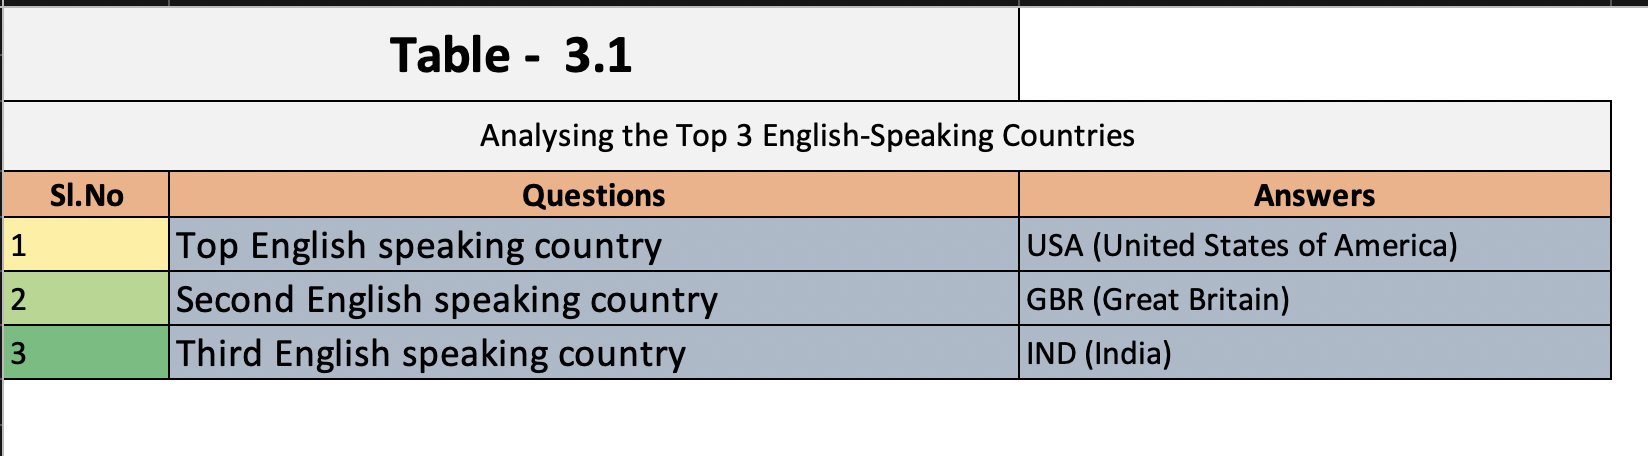 Table - 3.1
Analysing the Top 3 English-Speaking Countries
Sl.No Questions Answers
1 Top English speaking country USA (United States of America)
2 Second English speaking country GBR (Great Britain)
3 Third English speaking country IND (India)